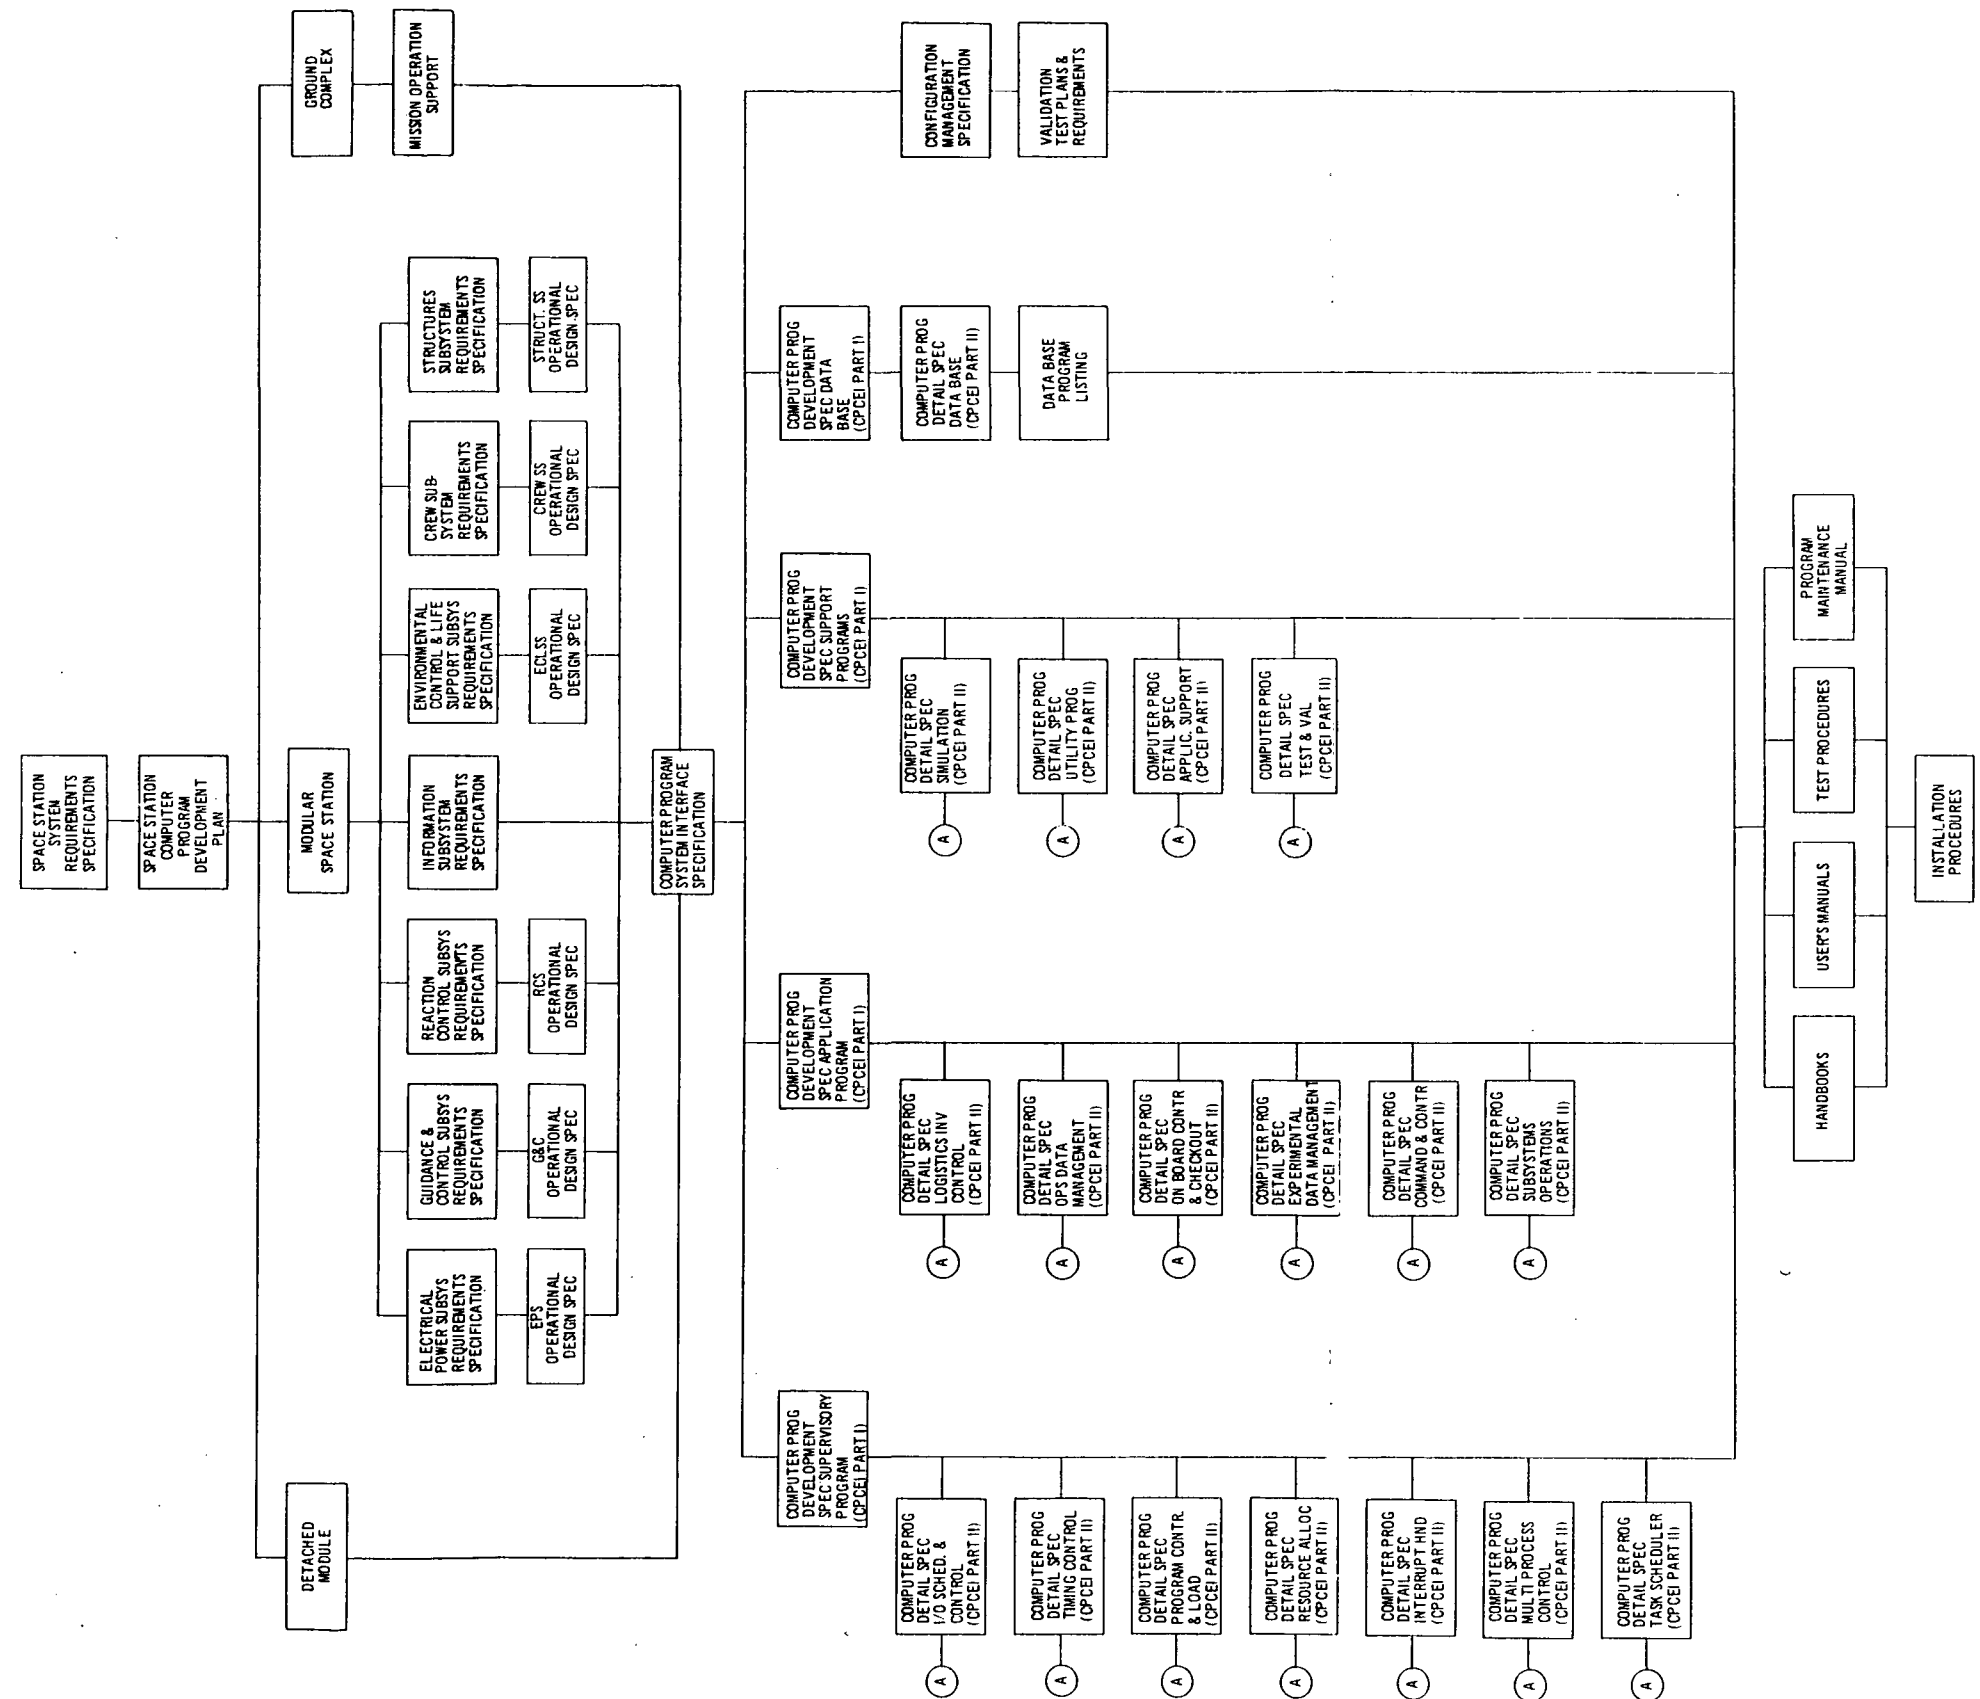 SPACE STATION
SYSTEM
REQUIREMENTS
SPECIFICATION
SPACE STATION
COMPUTER
PROGRAM
DEVELOPMENT
PLAN
DETACHED
MODULE
MODULAR
SPACE STATION
GROUND
COMPLEX
MISSION OPERATION
SUPPORT
ELECTRICAL
POWER SUBSYS
REQUIREMENTS
SPECIFICATION
GUIDANCE &
CONTROL SUBSYS
REQUIREMENTS
SPECIFICATION
REACTION
CONTROL SUBSYS
REQUIREMENTS
SPECIFICATION
INFORMATION
SUBSYSTEM
REQUIREMENTS
SPECIFICATION
ENVIRONMENTAL
CONTROL & LIFE
SUPPORT SUBSYS
REQUIREMENTS
SPECIFICATION
CREW SUB-
SYSTEM
REQUIREMENTS
SPECIFICATION
STRUCTURES
SUBSYSTEM
REQUIREMENTS
SPECIFICATION
EPS
OPERATIONAL
DESIGN SPEC
G&C
OPERATIONAL
DESIGN SPEC
RCS
OPERATIONAL
DESIGN SPEC
ECLSS
OPERATIONAL
DESIGN SPEC
CREW SS
OPERATIONAL
DESIGN SPEC
STRUCT. SS
OPERATIONAL
DESIGN SPEC
COMPUTER PROGRAM
SYSTEM INTERFACE
SPECIFICATION
COMPUTER PROG
DEVELOPMENT
SPEC SUPERVISORY
PROGRAM
(CPCEI PART I)
COMPUTER PROG
DETAIL SPEC
I/O SCHED. &
CONTROL
(CPCEI PART II)
A
COMPUTER PROG
DETAIL SPEC
TIMING CONTROL
(CPCEI PART II)
A
COMPUTER PROG
DETAIL SPEC
PROGRAM CONTR.
& LOAD
(CPCEI PART II)
A
COMPUTER PROG
DETAIL SPEC
RESOURCE ALLOC
(CPCEI PART II)
A
COMPUTER PROG
DETAIL SPEC
INTERRUPT HND
(CPCEI PART II)
A
COMPUTER PROG
DETAIL SPEC
MULTI PROCESS
CONTROL
(CPCEI PART II)
A
COMPUTER PROG
DETAIL SPEC
TASK SCHEDULER
(CPCEI PART II)
A
COMPUTER PROG
DEVELOPMENT
SPEC APPLICATION
PROGRAM
(CPCEI PART I)
COMPUTER PROG
DETAIL SPEC
LOGISTICS INV
CONTROL
(CPCEI PART II)
A
COMPUTER PROG
DETAIL SPEC
OPS DATA
MANAGEMENT
(CPCEI PART II)
A
COMPUTER PROG
DETAIL SPEC
ON BOARD CONTR
& CHECKOUT
(CPCEI PART II)
A
COMPUTER PROG
DETAIL SPEC
EXPERIMENTAL
DATA MANAGEMENT
(CPCEI PART II)
A
COMPUTER PROG
DETAIL SPEC
COMMAND & CONTR
(CPCEI PART II)
A
COMPUTER PROG
DETAIL SPEC
SUBSYSTEMS
OPERATIONS
(CPCEI PART II)
A
COMPUTER PROG
DEVELOPMENT
SPEC SUPPORT
PROGRAMS
(CPCEI PART I)
COMPUTER PROG
DETAIL SPEC
SIMULATION
(CPCEI PART II)
A
COMPUTER PROG
DETAIL SPEC
UTILITY PROG
(CPCEI PART II)
A
COMPUTER PROG
DETAIL SPEC
APPLIC. SUPPORT
(CPCEI PART II)
A
COMPUTER PROG
DETAIL SPEC
TEST & VAL
(CPCEI PART II)
A
COMPUTER PROG
DEVELOPMENT
SPEC DATA
BASE
(CPCEI PART I)
COMPUTER PROG
DETAIL SPEC
DATA BASE
(CPCEI PART II)
DATA BASE
PROGRAM
LISTING
CONFIGURATION
MANAGEMENT
SPECIFICATION
VALIDATION
TEST PLANS &
REQUIREMENTS
HANDBOOKS
USER'S MANUALS
TEST PROCEDURES
PROGRAM
MAINTENANCE
MANUAL
INSTALLATION
PROCEDURES